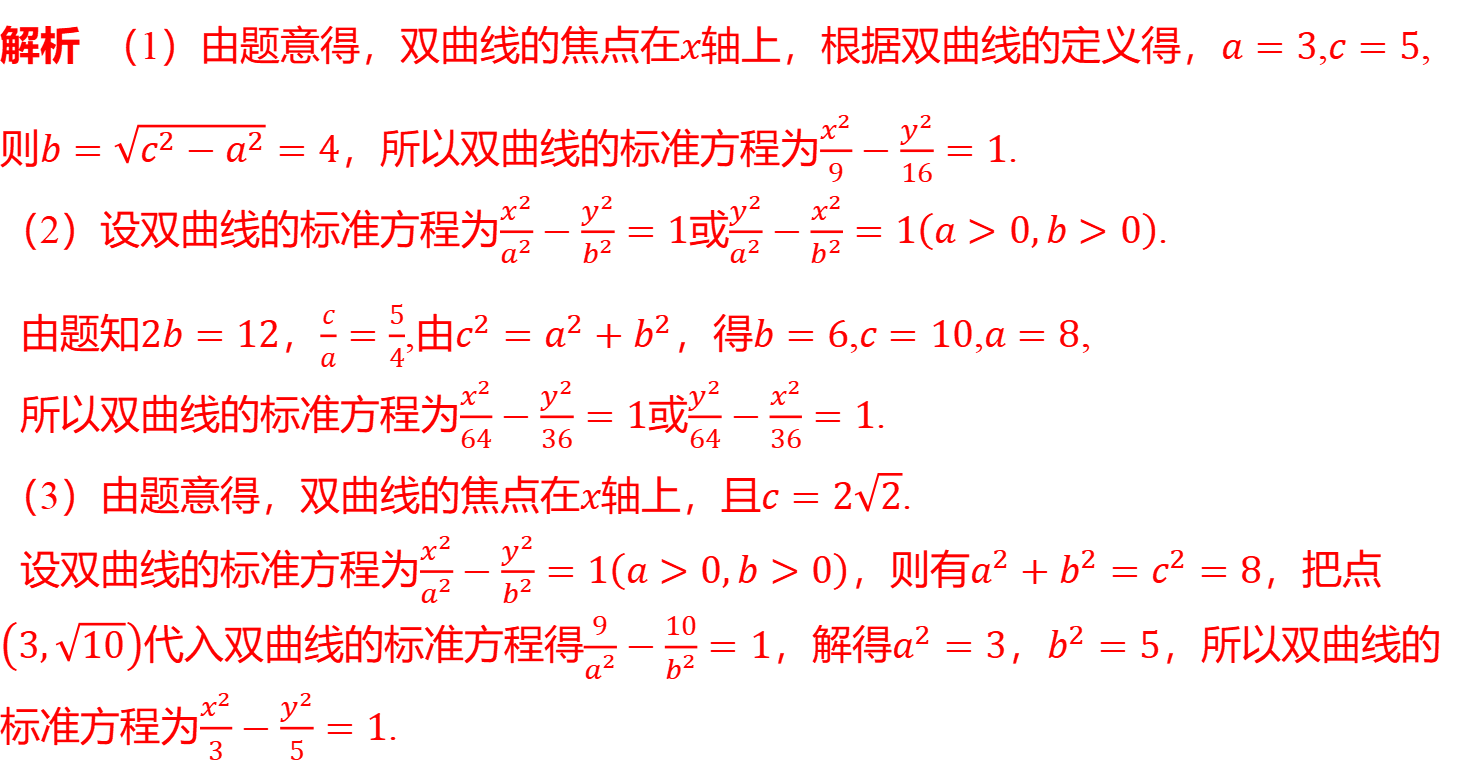 解析 （1）由题意得，双曲线的焦点在x轴上，根据双曲线的定义得，a = 3,c = 5,
则b = √(c² − a²) = 4，所以双曲线的标准方程为x²/9 − y²/16 = 1.
（2）设双曲线的标准方程为x²/a² − y²/b² = 1或y²/a² − x²/b² = 1(a > 0, b > 0).
由题知2b = 12，c/a = 5/4,由c² = a² + b²，得b = 6,c = 10,a = 8,
所以双曲线的标准方程为x²/64 − y²/36 = 1或y²/64 − x²/36 = 1.
（3）由题意得，双曲线的焦点在x轴上，且c = 2√2.
设双曲线的标准方程为x²/a² − y²/b² = 1(a > 0, b > 0)，则有a² + b² = c² = 8，把点
(3, √10)代入双曲线的标准方程得9/a² − 10/b² = 1，解得a² = 3，b² = 5，所以双曲线的
标准方程为x²/3 − y²/5 = 1.